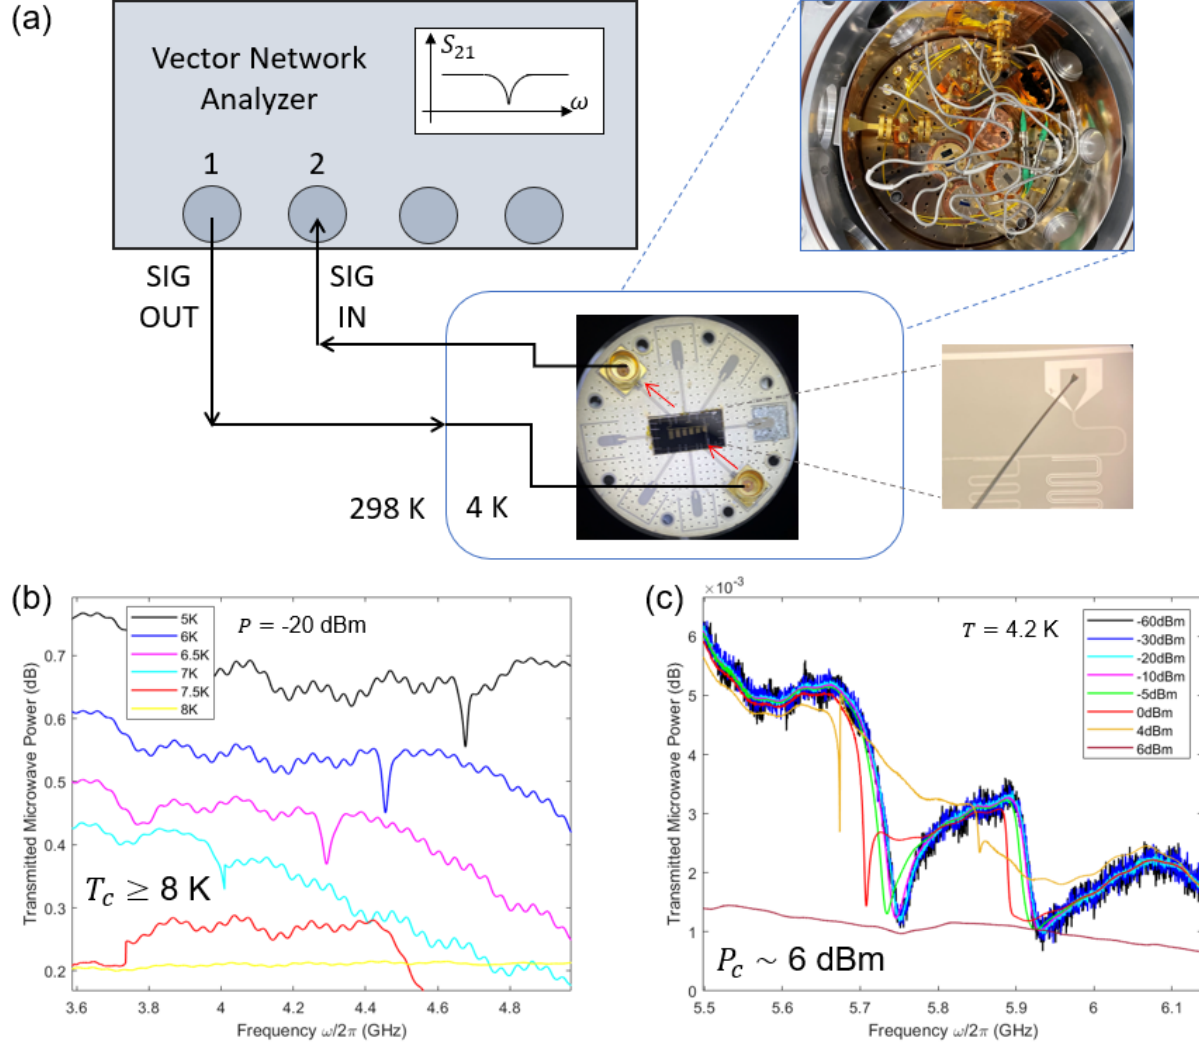 (a)
Vector Network
Analyzer
S₂₁
ω
1
2
SIG
OUT
SIG
IN
298 K
4 K
(b)
P = -20 dBm
5K
6K
6.5K
7K
7.5K
8K
T_c ≥ 8 K
Transmitted Microwave Power (dB)
0.7
0.6
0.5
0.4
0.3
0.2
3.6
3.8
4
4.2
4.4
4.6
4.8
Frequency ω/2π (GHz)
(c)
×10⁻³
T = 4.2 K
-60dBm
-30dBm
-20dBm
-10dBm
-5dBm
0dBm
4dBm
6dBm
P_c ~ 6 dBm
Transmitted Microwave Power (dB)
6
5
4
3
2
1
0
5.5
5.6
5.7
5.8
5.9
6
6.1
Frequency ω/2π (GHz)